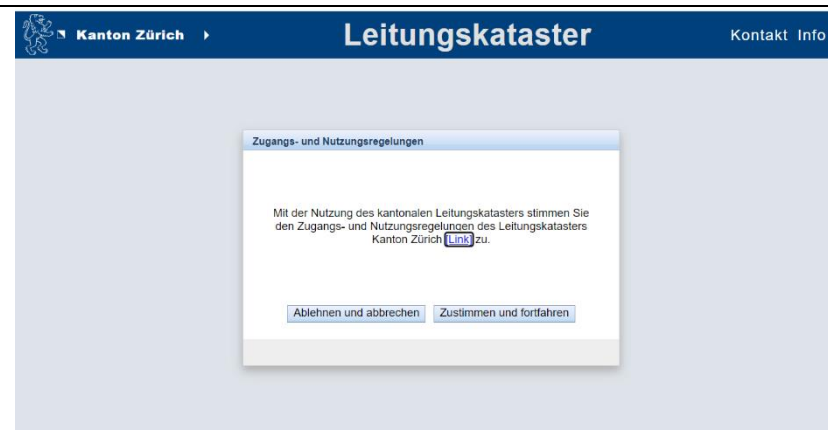 Kanton Zürich
Leitungskataster
Kontakt Info
Zugangs- und Nutzungsregelungen
Mit der Nutzung des kantonalen Leitungskatasters stimmen Sie
den Zugangs- und Nutzungsregelungen des Leitungskatasters
Kanton Zürich [Link] zu.
Ablehnen und abbrechen Zustimmen und fortfahren